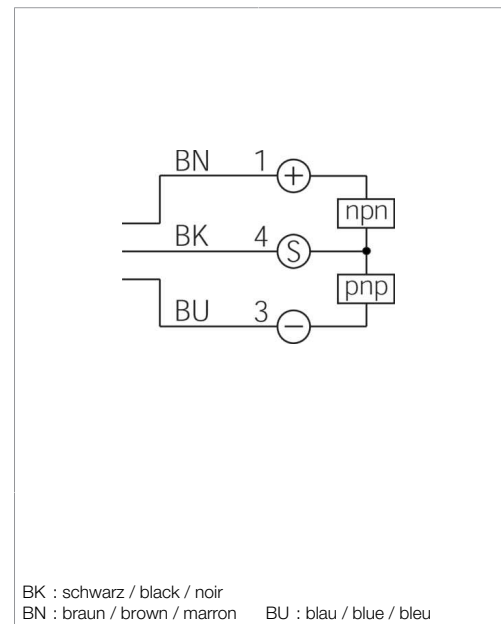 BN 1 +
npn
BK 4 S
pnp
BU 3 −
BK : schwarz / black / noir
BN : braun / brown / marron BU : blau / blue / bleu